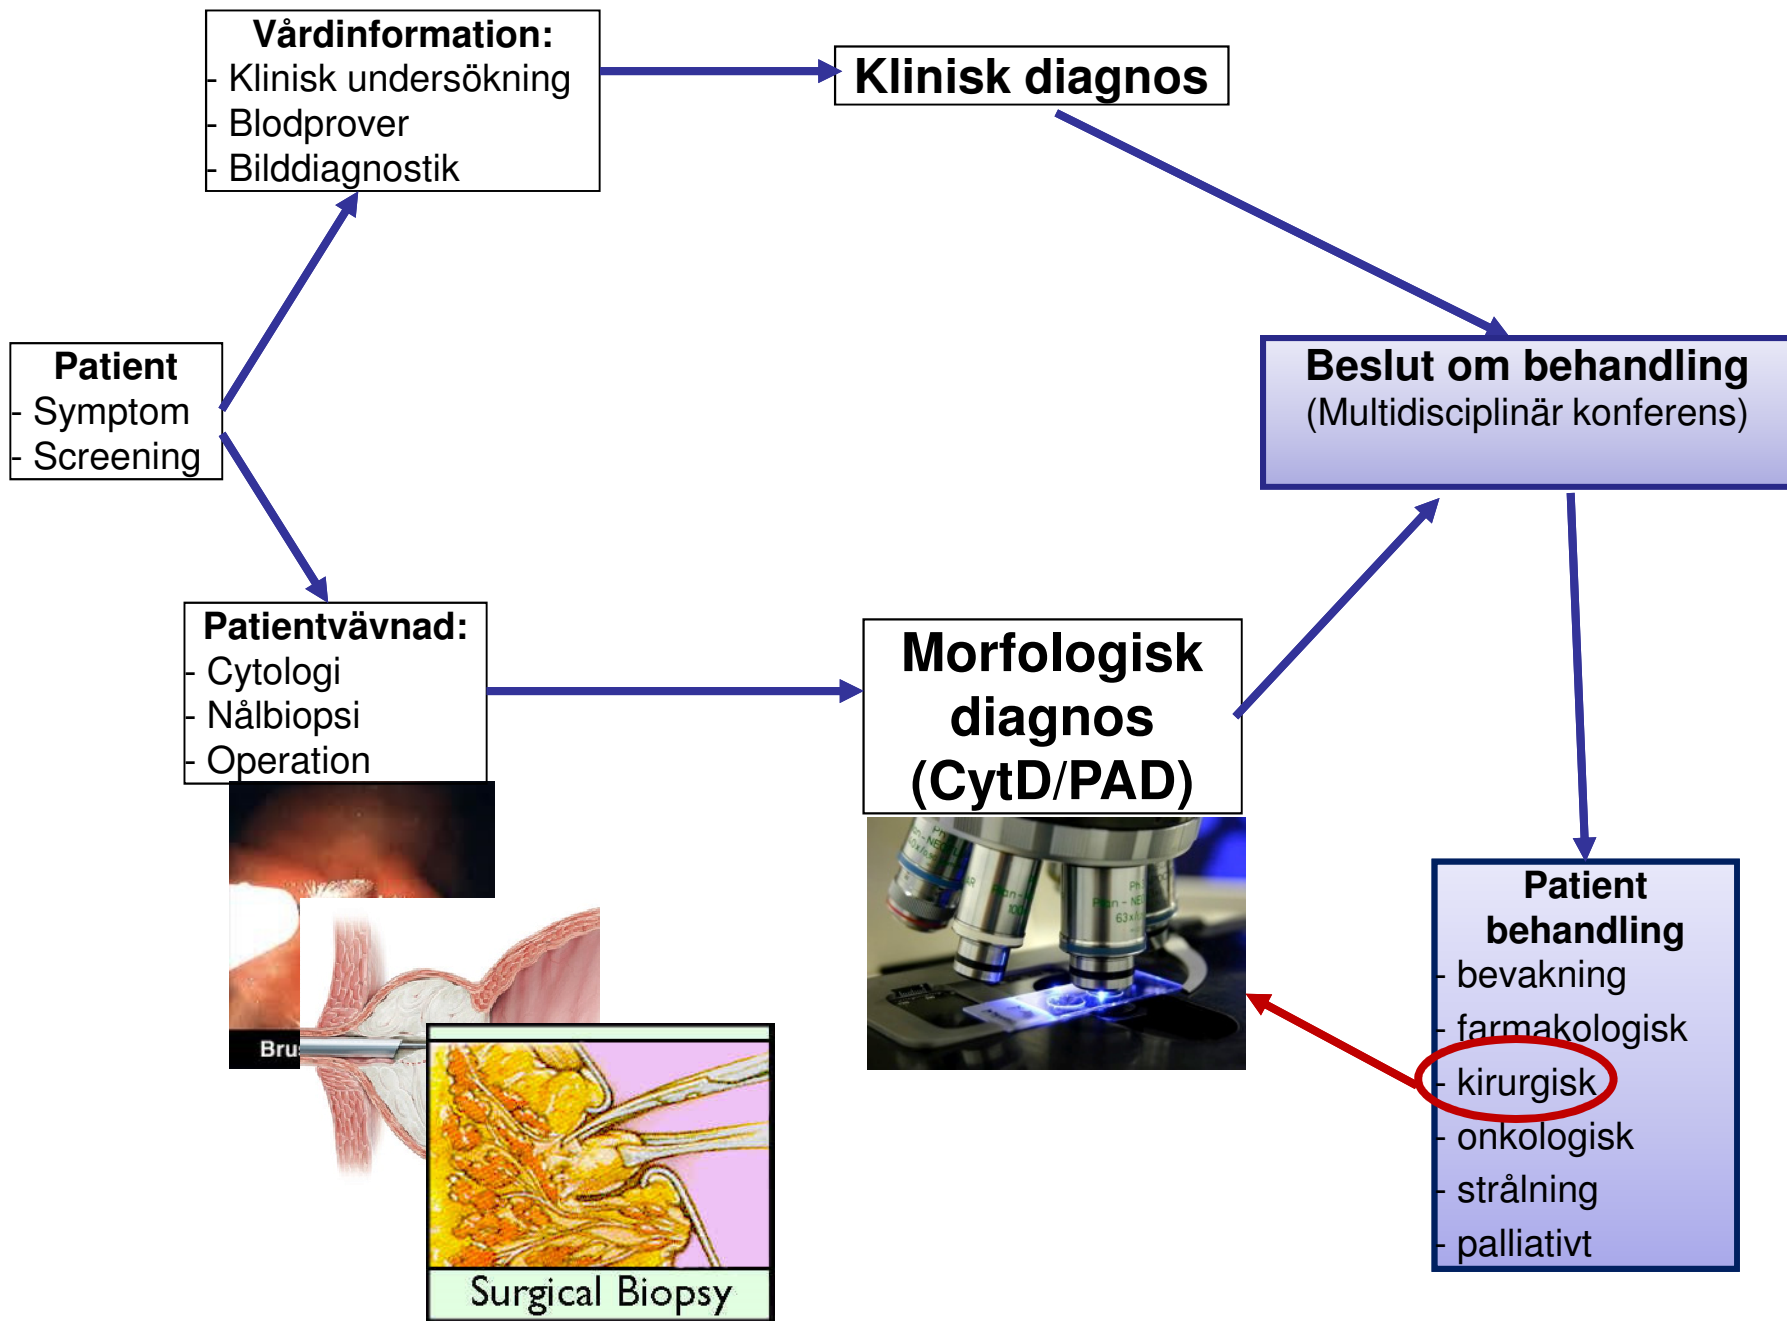 Vårdinformation:
- Klinisk undersökning
- Blodprover
- Bilddiagnostik
Klinisk diagnos
Patient
- Symptom
- Screening
Beslut om behandling
(Multidisciplinär konferens)
Patientvävnad:
- Cytologi
- Nålbiopsi
- Operation
Morfologisk
diagnos
(CytD/PAD)
Patient
behandling
- bevakning
- farmakologisk
- kirurgisk
- onkologisk
- strålning
- palliativt
Surgical Biopsy